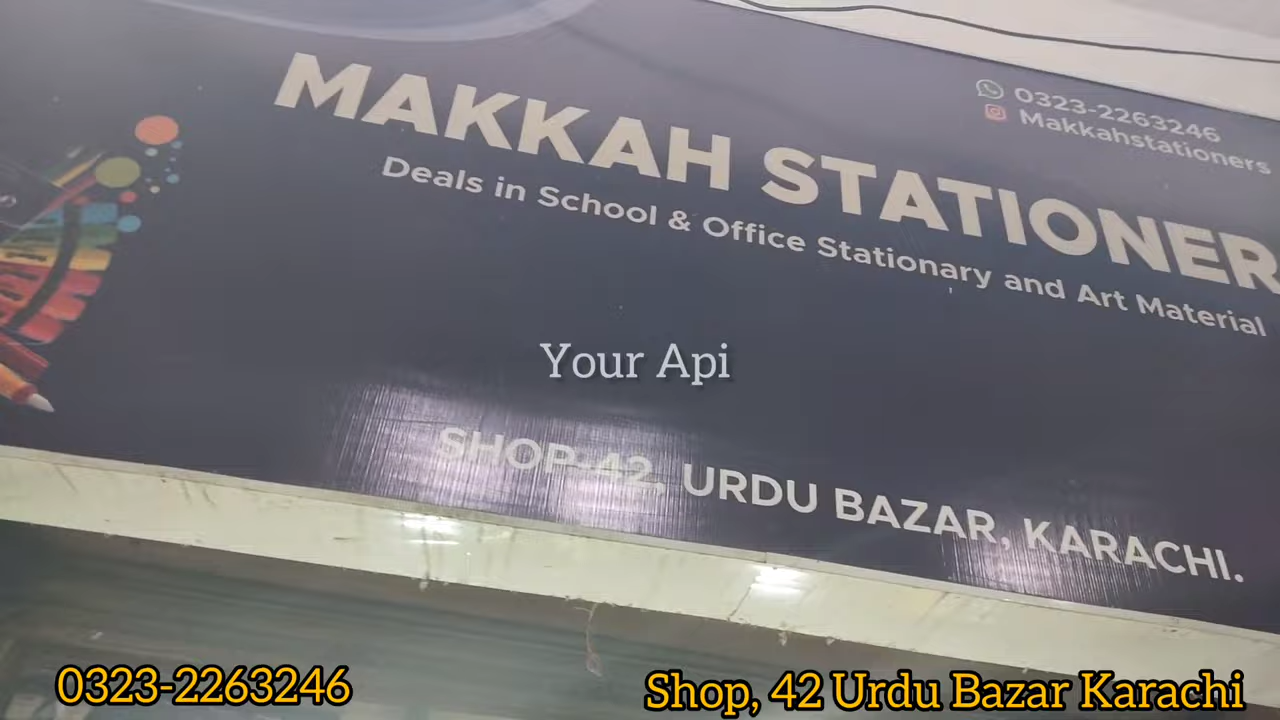 0323-2263246
Makkahstationers
MAKKAH STATIONER
Deals in School & Office Stationary and Art Material
Your Api
SHOP-42, URDU BAZAR, KARACHI.
0323-2263246
Shop, 42 Urdu Bazar Karachi